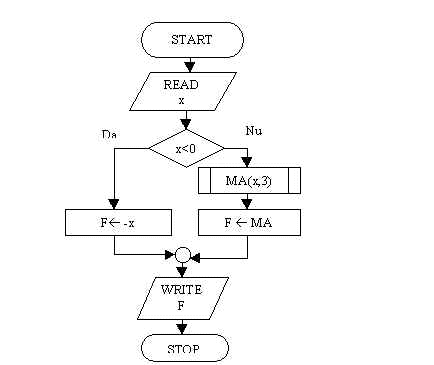 START
READ
x
Da
Nu
x<0
MA(x,3)
F← -x
F ← MA
WRITE
F
STOP